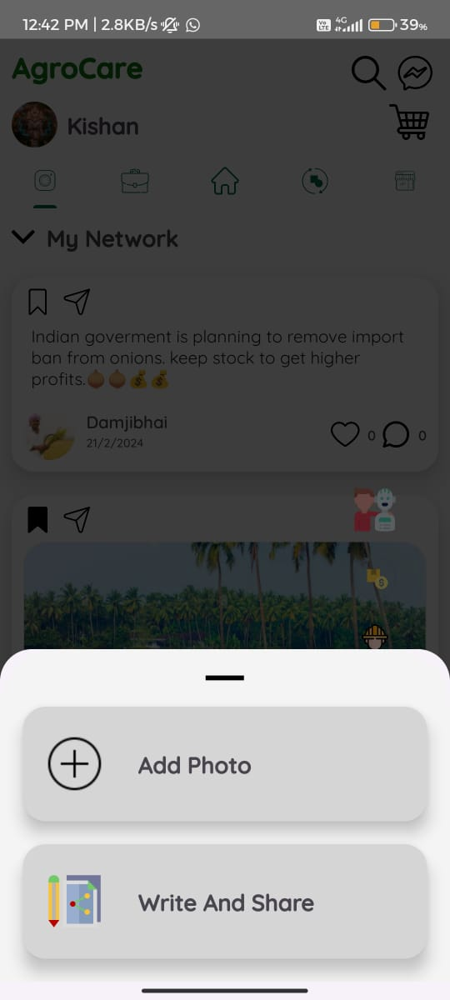 12:42 PM | 2.8KB/s
Vo LTE 4G 39%
AgroCare
Kishan
My Network
Indian goverment is planning to remove import
ban from onions. keep stock to get higher
profits.🧅🧅💰💰
Damjibhai
21/2/2024
0 0
Add Photo
Write And Share